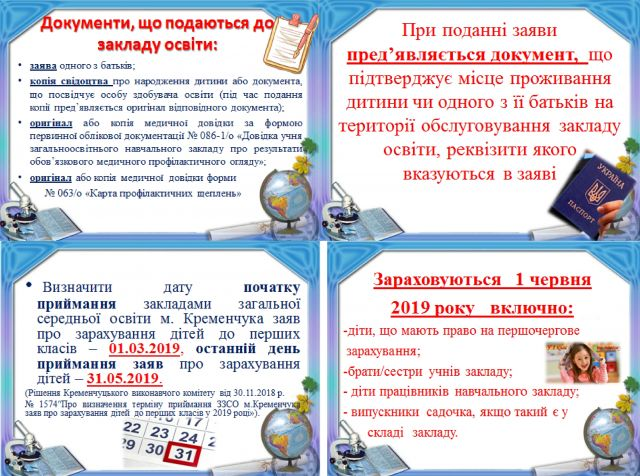 Документи, що подаються до
закладу освіти:
• заява одного з батьків;
• копія свідоцтва про народження дитини або документа,
що посвідчує особу здобувача освіти (під час подання
копії пред’являється оригінал відповідного документа);
• оригінал або копія медичної довідки за формою
первинної облікової документації № 086-1/о «Довідка учня
загальноосвітнього навчального закладу про результати
обов’язкового медичного профілактичного огляду»;
• оригінал або копія медичної довідки форми
№ 063/о «Карта профілактичних щеплень»
При поданні заяви
пред’являється документ, що
підтверджує місце проживання
дитини чи одного з її батьків на
території обслуговування закладу
освіти, реквізити якого
вказуються в заяві
УКРАЇНА
ПАСПОРТ
• Визначити дату початку
приймання закладами загальної
середньої освіти м. Кременчука заяв
про зарахування дітей до перших
класів – 01.03.2019, останній день
приймання заяв про зарахування
дітей – 31.05.2019.
(Рішення Кременчуцького виконавчого комітету від 30.11.2018 р.
№ 1574"Про визначення терміну приймання ЗЗСО м.Кременчука
заяв про зарахування дітей до перших класів у 2019 році»).
16 17
22 23 24
29 30 31
Зараховуються 1 червня
2019 року включно:
-діти, що мають право на першочергове
зарахування;
-брати/сестри учнів закладу;
- діти працівників навчального закладу;
- випускники садочка, якщо такий є у
складі закладу.